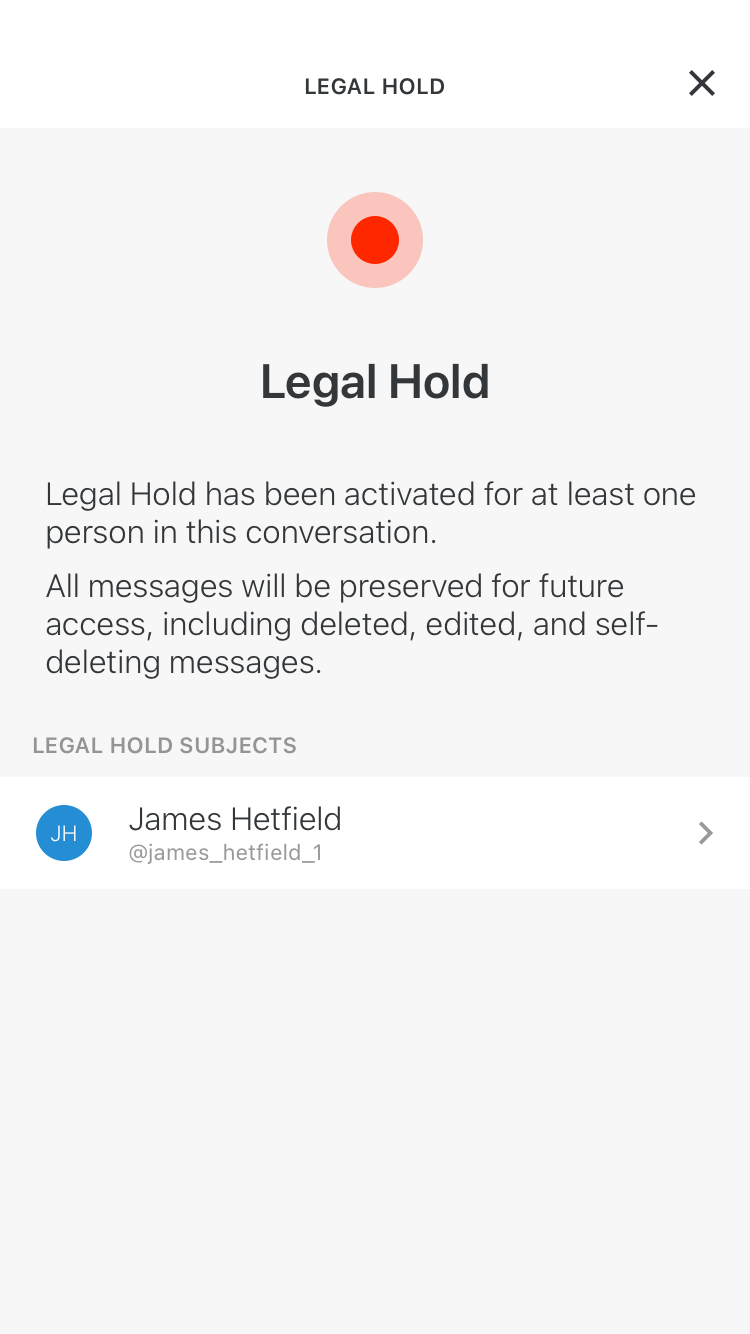 LEGAL HOLD
Legal Hold
Legal Hold has been activated for at least one
person in this conversation.
All messages will be preserved for future
access, including deleted, edited, and self-
deleting messages.
LEGAL HOLD SUBJECTS
JH
James Hetfield
@james_hetfield_1